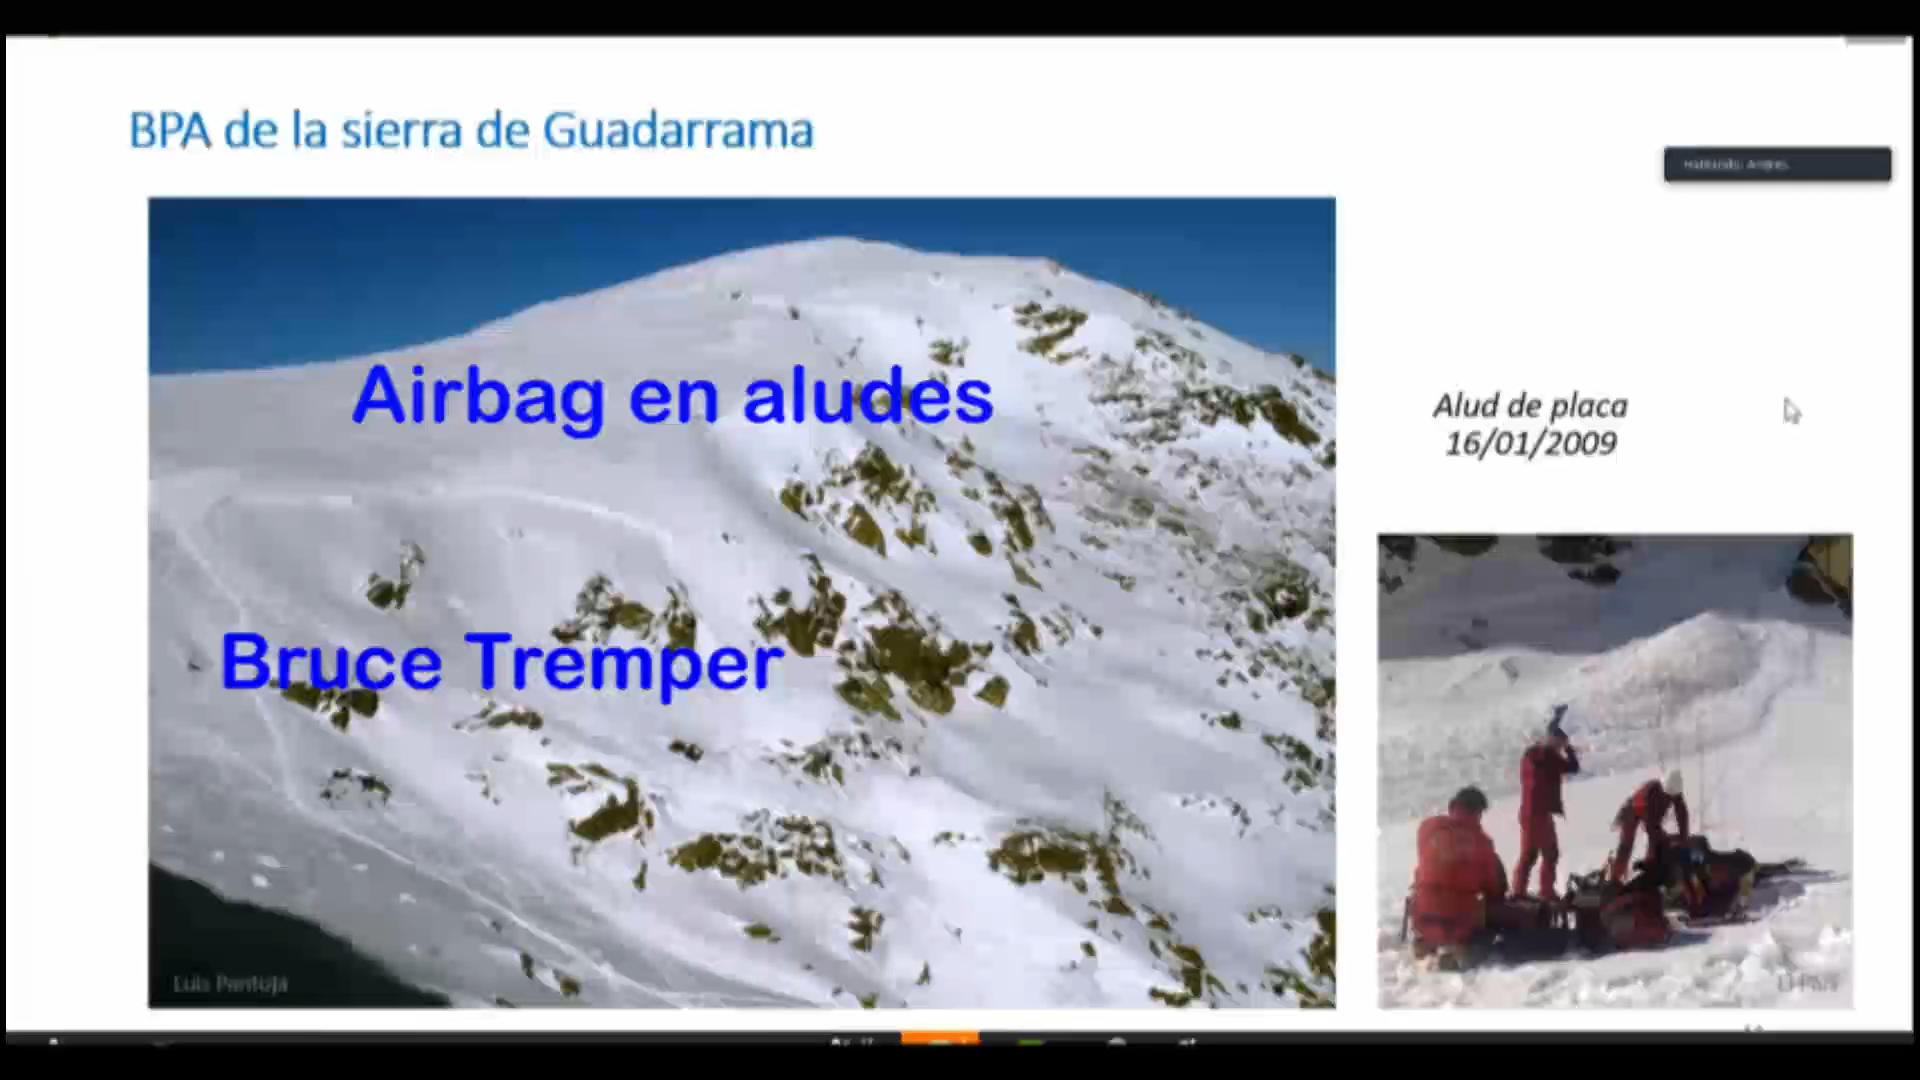 BPA de la sierra de Guadarrama
Airbag en aludes
Bruce Tremper
Alud de placa
16/01/2009
Luis Pantoja